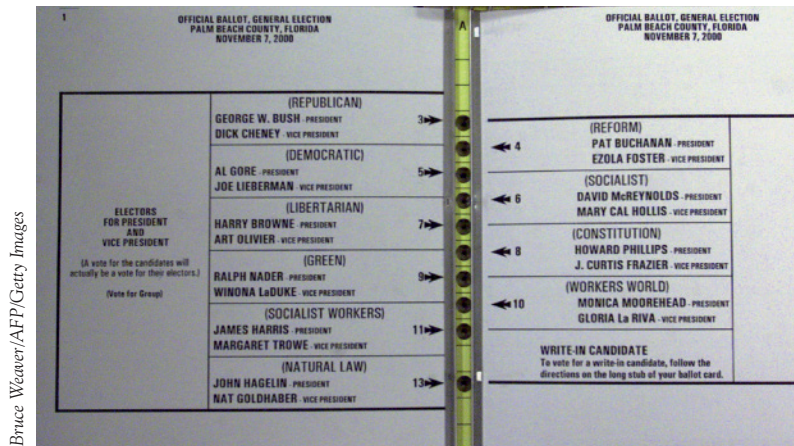 1
OFFICIAL BALLOT, GENERAL ELECTION
PALM BEACH COUNTY, FLORIDA
NOVEMBER 7, 2000
ELECTORS
FOR PRESIDENT
AND
VICE PRESIDENT
(A vote for the candidates will
actually be a vote for their electors.)
(Vote for Group)
(REPUBLICAN)
GEORGE W. BUSH - PRESIDENT 3
DICK CHENEY - VICE PRESIDENT
(DEMOCRATIC)
AL GORE - PRESIDENT 5
JOE LIEBERMAN - VICE PRESIDENT
(LIBERTARIAN)
HARRY BROWNE - PRESIDENT 7
ART OLIVIER - VICE PRESIDENT
(GREEN)
RALPH NADER - PRESIDENT 9
WINONA LaDUKE - VICE PRESIDENT
(SOCIALIST WORKERS)
JAMES HARRIS - PRESIDENT 11
MARGARET TROWE - VICE PRESIDENT
(NATURAL LAW)
JOHN HAGELIN - PRESIDENT 13
NAT GOLDHABER - VICE PRESIDENT
A
OFFICIAL BALLOT, GENERAL ELECTION
PALM BEACH COUNTY, FLORIDA
NOVEMBER 7, 2000
(REFORM)
4 PAT BUCHANAN - PRESIDENT
EZOLA FOSTER - VICE PRESIDENT
(SOCIALIST)
6 DAVID McREYNOLDS - PRESIDENT
MARY CAL HOLLIS - VICE PRESIDENT
(CONSTITUTION)
8 HOWARD PHILLIPS - PRESIDENT
J. CURTIS FRAZIER - VICE PRESIDENT
(WORKERS WORLD)
10 MONICA MOOREHEAD - PRESIDENT
GLORIA La RIVA - VICE PRESIDENT
WRITE-IN CANDIDATE
To vote for a write-in candidate, follow the
directions on the long stub of your ballot card.
Bruce Weaver/AFP/Getty Images